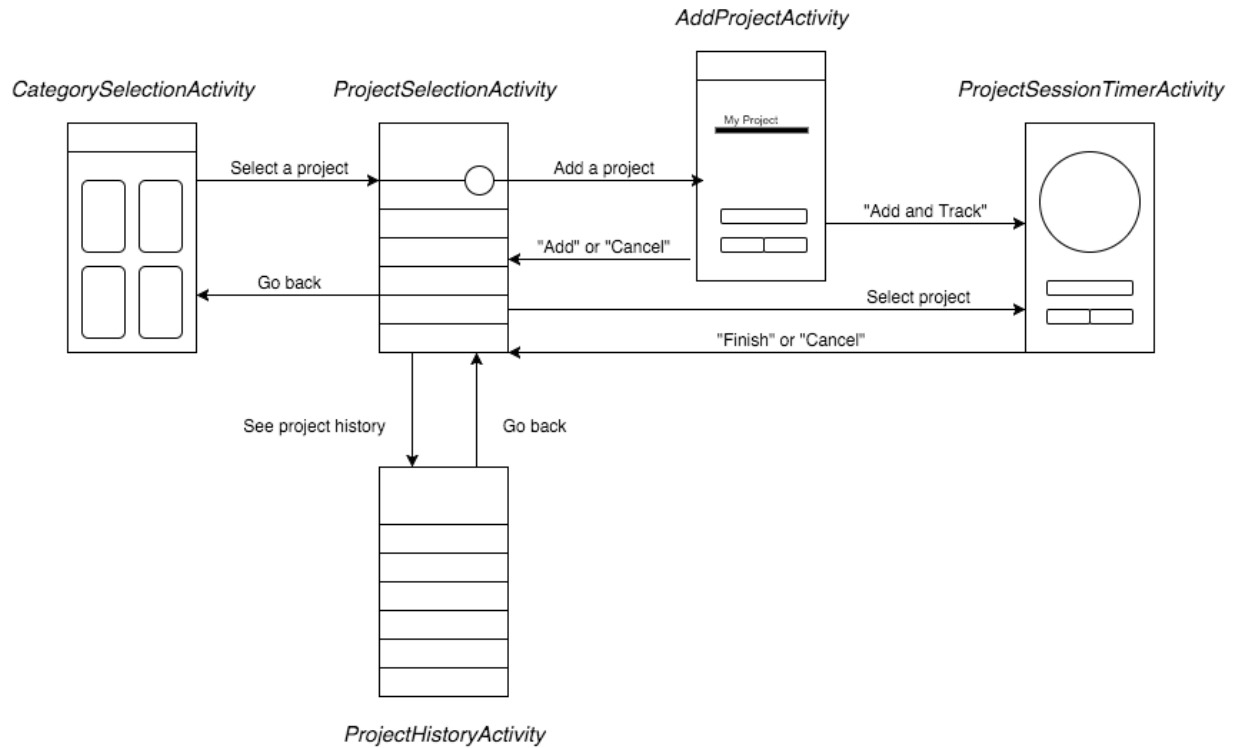 AddProjectActivity
CategorySelectionActivity
ProjectSelectionActivity
ProjectSessionTimerActivity
My Project
Select a project
Add a project
"Add and Track"
"Add" or "Cancel"
Go back
Select project
"Finish" or "Cancel"
See project history
Go back
ProjectHistoryActivity